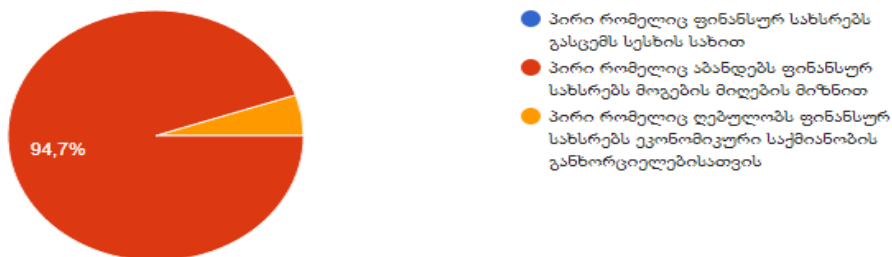 94,7%
პირი რომელიც ფინანსურ სახსრებს
გასცემს სესხის სახით
პირი რომელიც აბანდებს ფინანსურ
სახსრებს მოგების მიღების მიზნით
პირი რომელიც ღებულობს ფინანსურ
სახსრებს ეკონომიკური საქმიანობის
განხორციელებისათვის